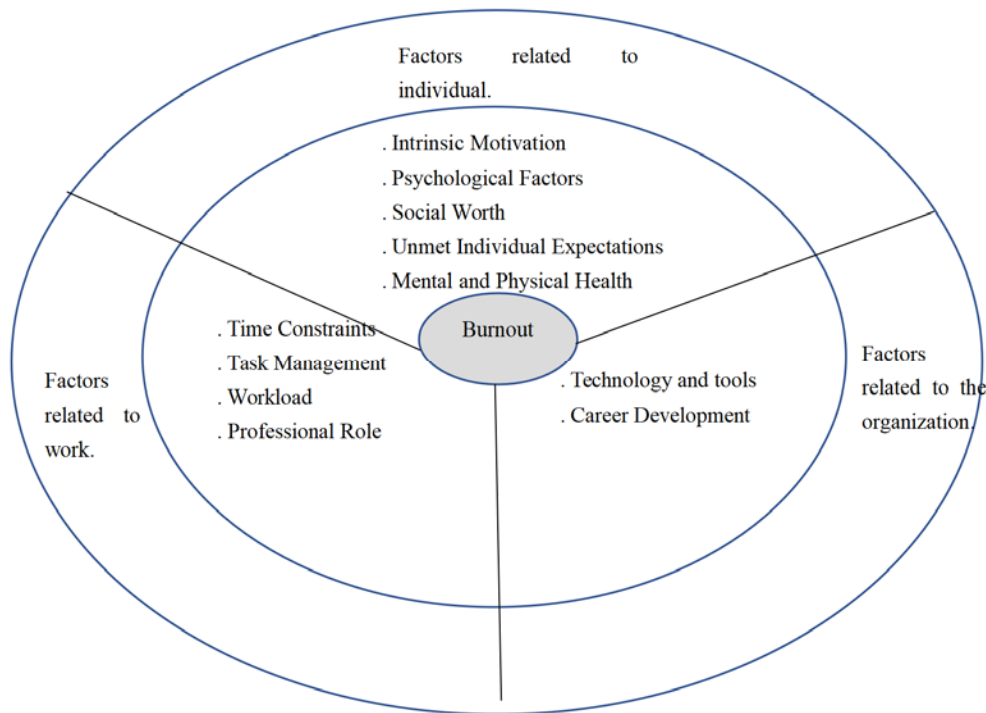 Factors related to
individual.
. Intrinsic Motivation
. Psychological Factors
. Social Worth
. Unmet Individual Expectations
. Mental and Physical Health
Burnout
. Time Constraints
. Task Management
. Workload
. Professional Role
Factors
related to
work.
. Technology and tools
. Career Development
Factors
related to the
organization.